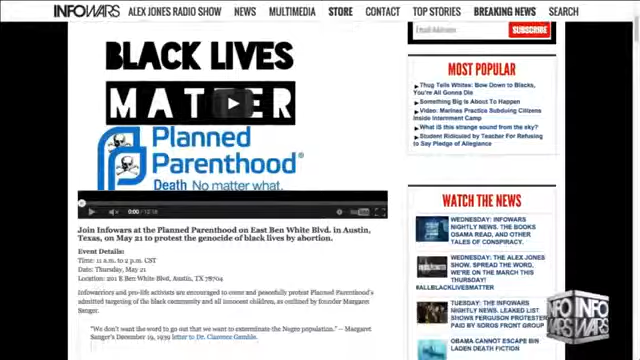 INFOWARS ALEX JONES RADIO SHOW NEWS MULTIMEDIA STORE CONTACT TOP STORIES BREAKING NEWS SEARCH
BLACK LIVES
MATTER
Planned
Parenthood®
Death. No matter what.
0:00 / 12:18
Join Infowars at the Planned Parenthood on East Ben White Blvd. in Austin,
Texas, on May 21 to protest the genocide of black lives by abortion.
Event Details:
Time: 11 a.m. to 2 p.m. CST
Date: Thursday, May 21
Location: 201 E Ben White Blvd, Austin, TX 78704
Infowarriors and pro-life activists are encouraged to come and peacefully protest Planned Parenthood's
admitted targeting of the black community and all innocent children, as outlined by founder Margaret
Sanger.
"We don't want the word to go out that we want to exterminate the Negro population." – Margaret
Sanger's December 19, 1939 letter to Dr. Clarence Gamble.
Email Address
SUBSCRIBE
MOST POPULAR
Thug Tells Whites: Bow Down to Blacks,
You're All Gonna Die
Something Big Is About To Happen
Video: Marines Practice Subduing Citizens
Inside Internment Camp
What is this strange sound from the sky?
Student Ridiculed by Teacher For Refusing
to Say Pledge of Allegiance
WATCH THE NEWS
WEDNESDAY: INFOWARS
NIGHTLY NEWS. THE BOOKS
OBAMA READ, AND OTHER
TALES OF CONSPIRACY.
WEDNESDAY: THE ALEX JONES
SHOW. SPREAD THE WORD,
WE'RE ON THE MARCH THIS
THURSDAY!
#ALLBLACKLIVESMATTER
TUESDAY: THE INFOWARS
NIGHTLY NEWS. LEAKED LIST
SHOWS FERGUSON PROTESTERS
PAID BY SOROS FRONT GROUP
OBAMA CANNOT ESCAPE BIN
LADEN DEATH
INFO
WARS
INFO
WARS